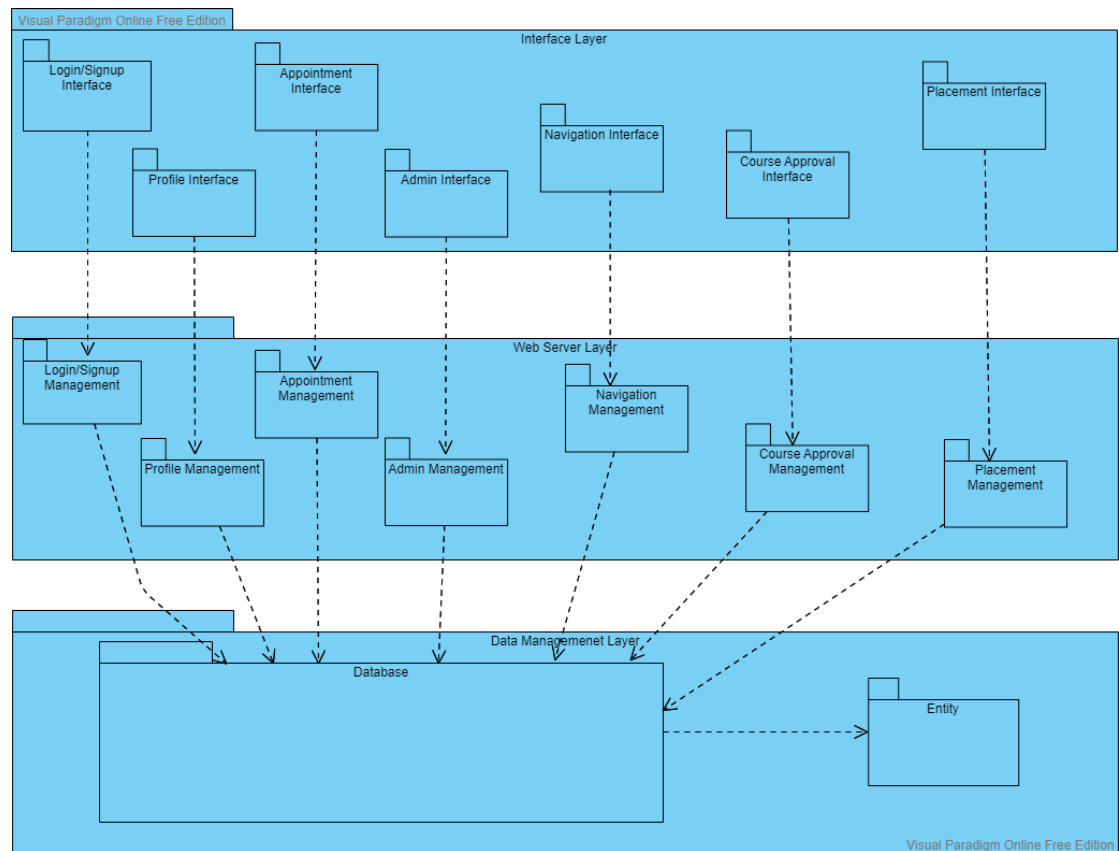 Visual Paradigm Online Free Edition
Interface Layer
Login/Signup
Interface
Appointment
Interface
Placement Interface
Navigation Interface
Profile Interface
Admin Interface
Course Approval
Interface
Web Server Layer
Login/Signup
Management
Appointment
Management
Navigation
Management
Profile Management
Admin Management
Course Approval
Management
Placement
Management
Data Managemenet Layer
Database
Entity
Visual Paradigm Online Free Edition